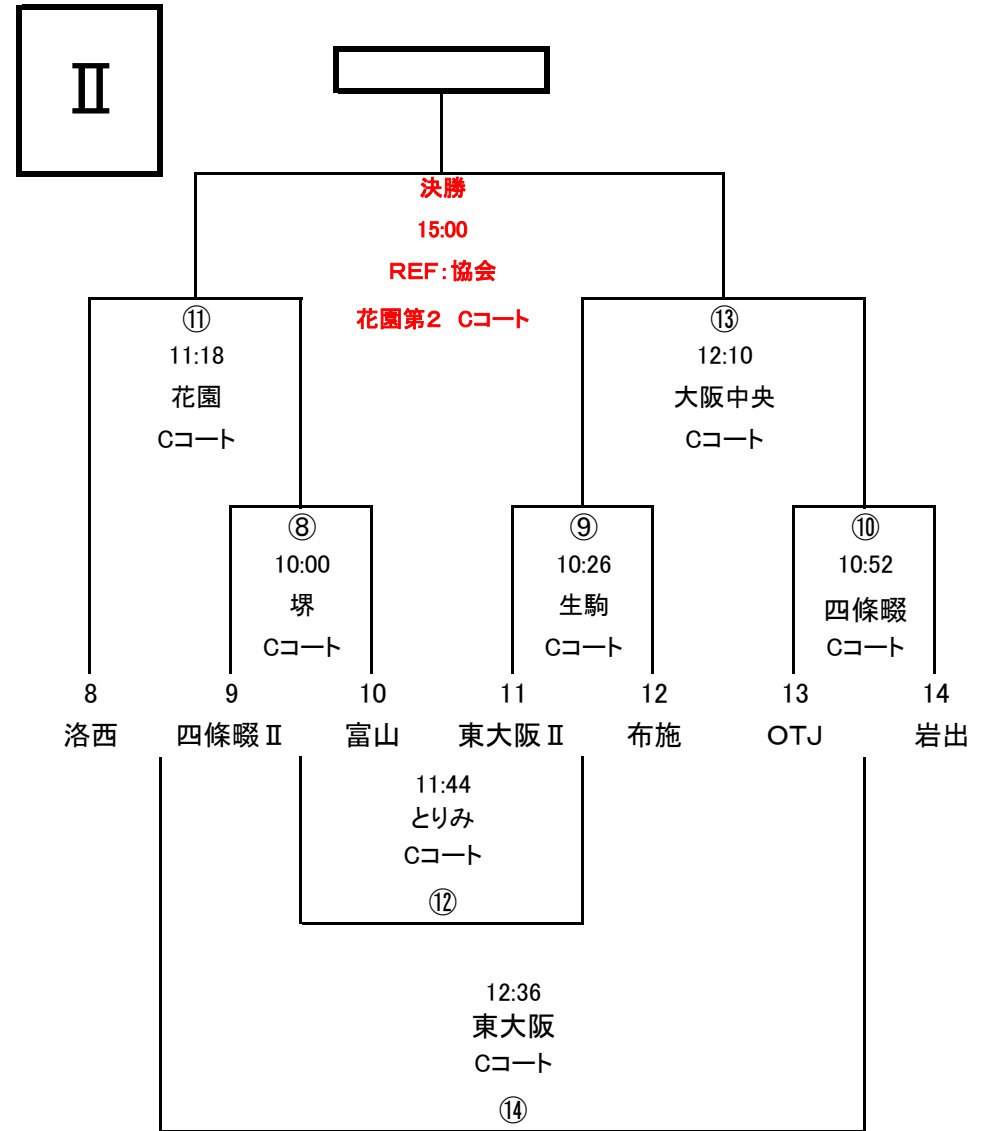 Ⅱ
決勝
15:00
REF：協会
花園第2 Cコート
⑪
11:18
花園
Cコート
⑬
12:10
大阪中央
Cコート
⑧
10:00
堺
Cコート
⑨
10:26
生駒
Cコート
⑩
10:52
四條畷
Cコート
8
洛西
9
四條畷Ⅱ
10
富山
11
東大阪Ⅱ
12
布施
13
OTJ
14
岩出
11:44
とりみ
Cコート
⑫
12:36
東大阪
Cコート
⑭